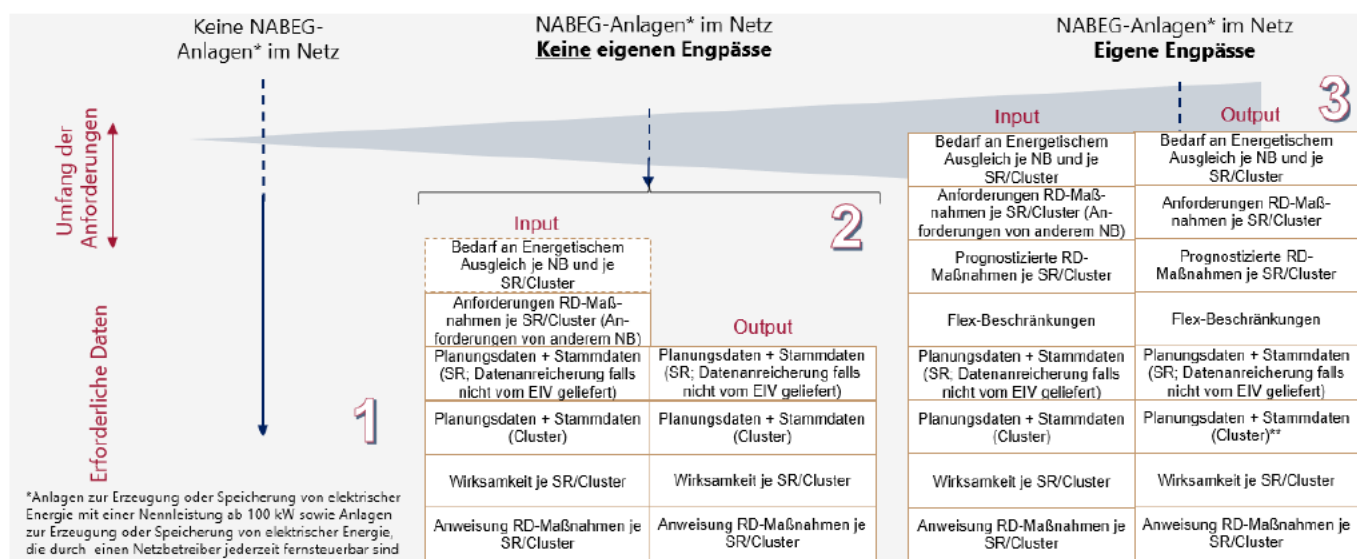 Keine NABEG-
Anlagen* im Netz
NABEG-Anlagen* im Netz
Keine eigenen Engpässe
NABEG-Anlagen* im Netz
Eigene Engpässe
Umfang der
Anforderungen
Erforderliche Daten
1
2
Input
Bedarf an Energetischem
Ausgleich je NB und je
SR/Cluster
Anforderungen RD-Maß-
nahmen je SR/Cluster (An-
forderungen von anderem NB)
Planungsdaten + Stammdaten
(SR; Datenanreicherung falls
nicht vom EIV geliefert)
Planungsdaten + Stammdaten
(Cluster)
Wirksamkeit je SR/Cluster
Anweisung RD-Maßnahmen je
SR/Cluster
Output
Planungsdaten + Stammdaten
(SR; Datenanreicherung falls
nicht vom EIV geliefert)
Planungsdaten + Stammdaten
(Cluster)
Wirksamkeit je SR/Cluster
Anweisung RD-Maßnahmen je
SR/Cluster
3
Input
Bedarf an Energetischem
Ausgleich je NB und je
SR/Cluster
Anforderungen RD-Maß-
nahmen je SR/Cluster (An-
forderungen von anderem NB)
Prognostizierte RD-
Maßnahmen je SR/Cluster
Flex-Beschränkungen
Planungsdaten + Stammdaten
(SR; Datenanreicherung falls
nicht vom EIV geliefert)
Planungsdaten + Stammdaten
(Cluster)
Wirksamkeit je SR/Cluster
Anweisung RD-Maßnahmen je
SR/Cluster
Output
Bedarf an Energetischem
Ausgleich je NB und je
SR/Cluster
Anforderungen RD-Maß-
nahmen je SR/Cluster
Prognostizierte RD-
Maßnahmen je SR/Cluster
Flex-Beschränkungen
Planungsdaten + Stammdaten
(SR; Datenanreicherung falls
nicht vom EIV geliefert)
Planungsdaten + Stammdaten
(Cluster)**
Wirksamkeit je SR/Cluster
Anweisung RD-Maßnahmen je
SR/Cluster
*Anlagen zur Erzeugung oder Speicherung von elektrischer
Energie mit einer Nennleistung ab 100 kW sowie Anlagen
zur Erzeugung oder Speicherung von elektrischer Energie,
die durch einen Netzbetreiber jederzeit fernsteuerbar sind